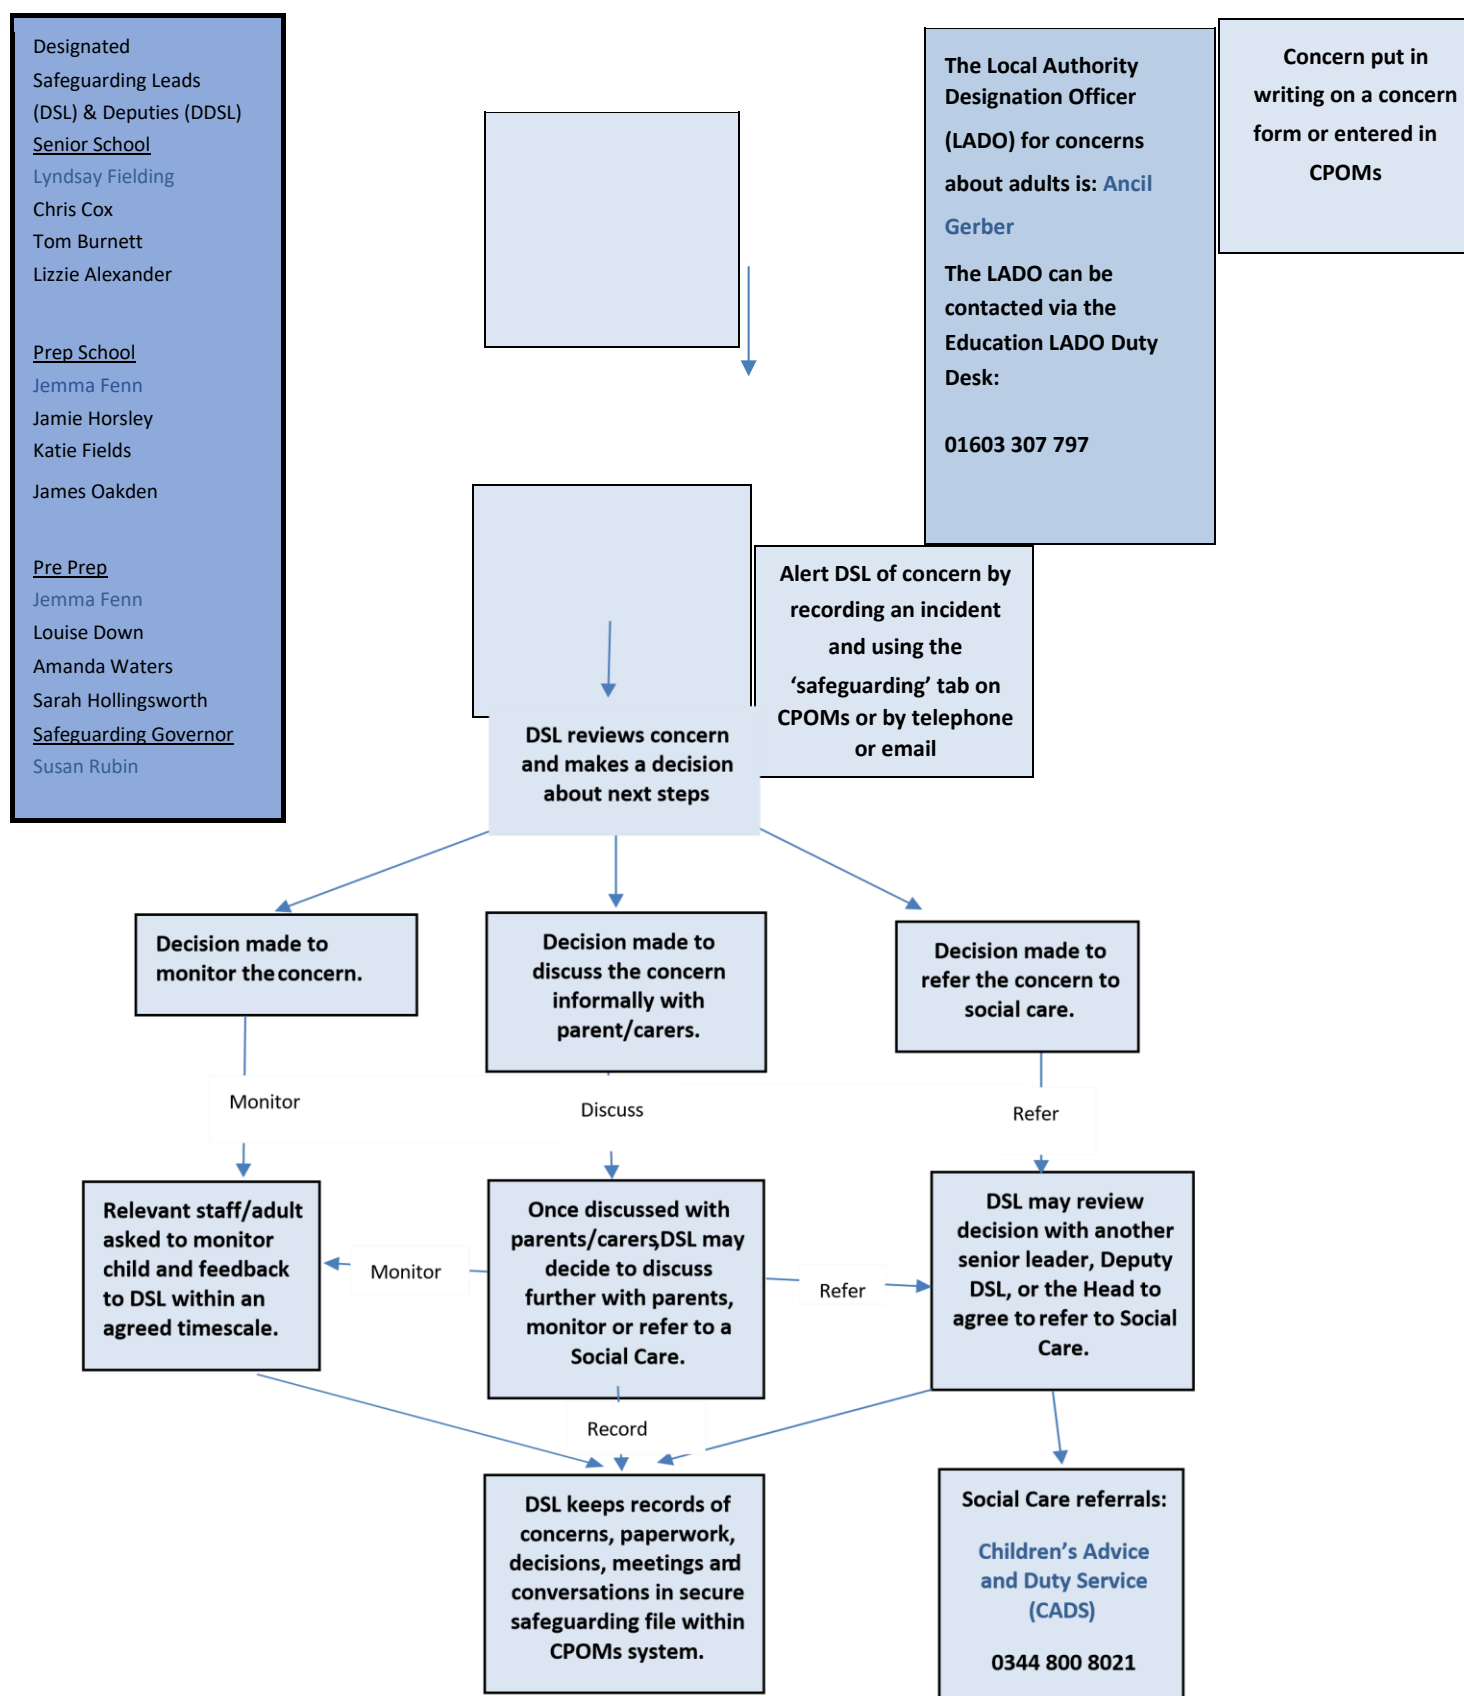 Designated
Safeguarding Leads
(DSL) & Deputies (DDSL)
Senior School
Lyndsay Fielding
Chris Cox
Tom Burnett
Lizzie Alexander
Prep School
Jemma Fenn
Jamie Horsley
Katie Fields
James Oakden
Pre Prep
Jemma Fenn
Louise Down
Amanda Waters
Sarah Hollingsworth
Safeguarding Governor
Susan Rubin
The Local Authority
Designation Officer
(LADO) for concerns
about adults is: Ancil
Gerber
The LADO can be
contacted via the
Education LADO Duty
Desk:
01603 307 797
Concern put in
writing on a concern
form or entered in
CPOMs
Alert DSL of concern by
recording an incident
and using the
‘safeguarding’ tab on
CPOMs or by telephone
or email
DSL reviews concern
and makes a decision
about next steps
Decision made to
monitor the concern.
Decision made to
discuss the concern
informally with
parent/carers.
Decision made to
refer the concern to
social care.
Monitor
Discuss
Refer
Relevant staff/adult
asked to monitor
child and feedback
to DSL within an
agreed timescale.
Monitor
Once discussed with
parents/carers, DSL may
decide to discuss
further with parents,
monitor or refer to a
Social Care.
Refer
DSL may review
decision with another
senior leader, Deputy
DSL, or the Head to
agree to refer to Social
Care.
Record
DSL keeps records of
concerns, paperwork,
decisions, meetings and
conversations in secure
safeguarding file within
CPOMs system.
Social Care referrals:
Children’s Advice
and Duty Service
(CADS)
0344 800 8021